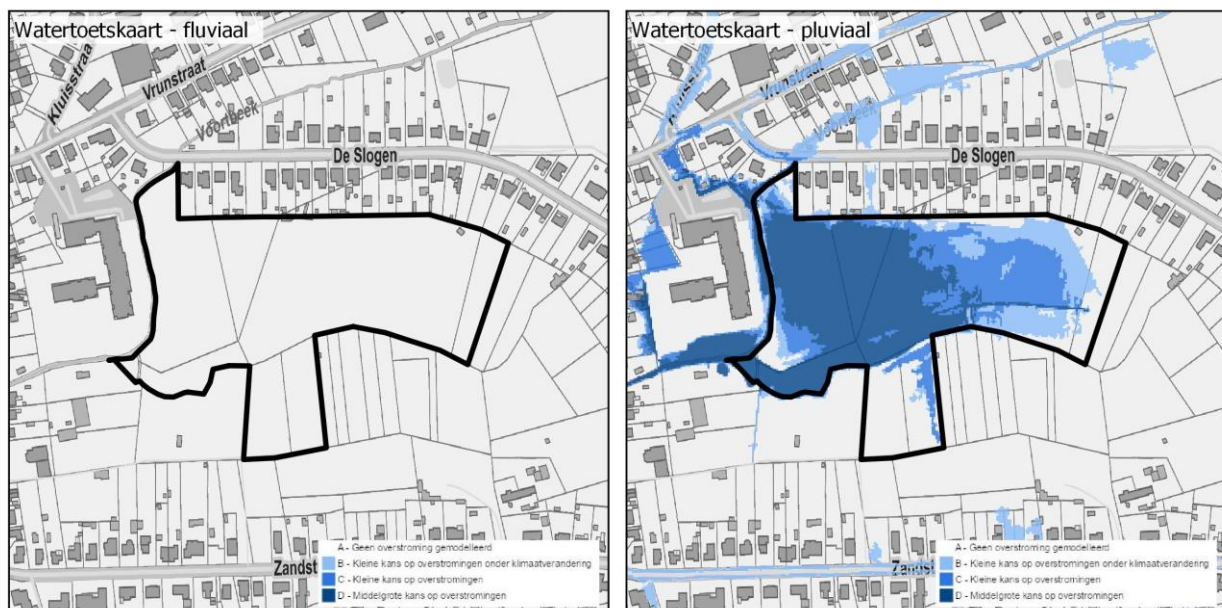 Watertoetskaart - fluviaal
Kluisstraat
Vrunstraat
Voortbeek
De Slogen
A - Geen overstroming gemodelleerd
B - Kleine kans op overstromingen onder klimaatverandering
C - Kleine kans op overstromingen
D - Middelgrote kans op overstromingen
Zandst
Watertoetskaart - pluviaal
Kluisstraat
Vrunstraat
Voortbeek
De Slogen
A - Geen overstroming gemodelleerd
B - Kleine kans op overstromingen onder klimaatverandering
C - Kleine kans op overstromingen
D - Middelgrote kans op overstromingen
Zandst